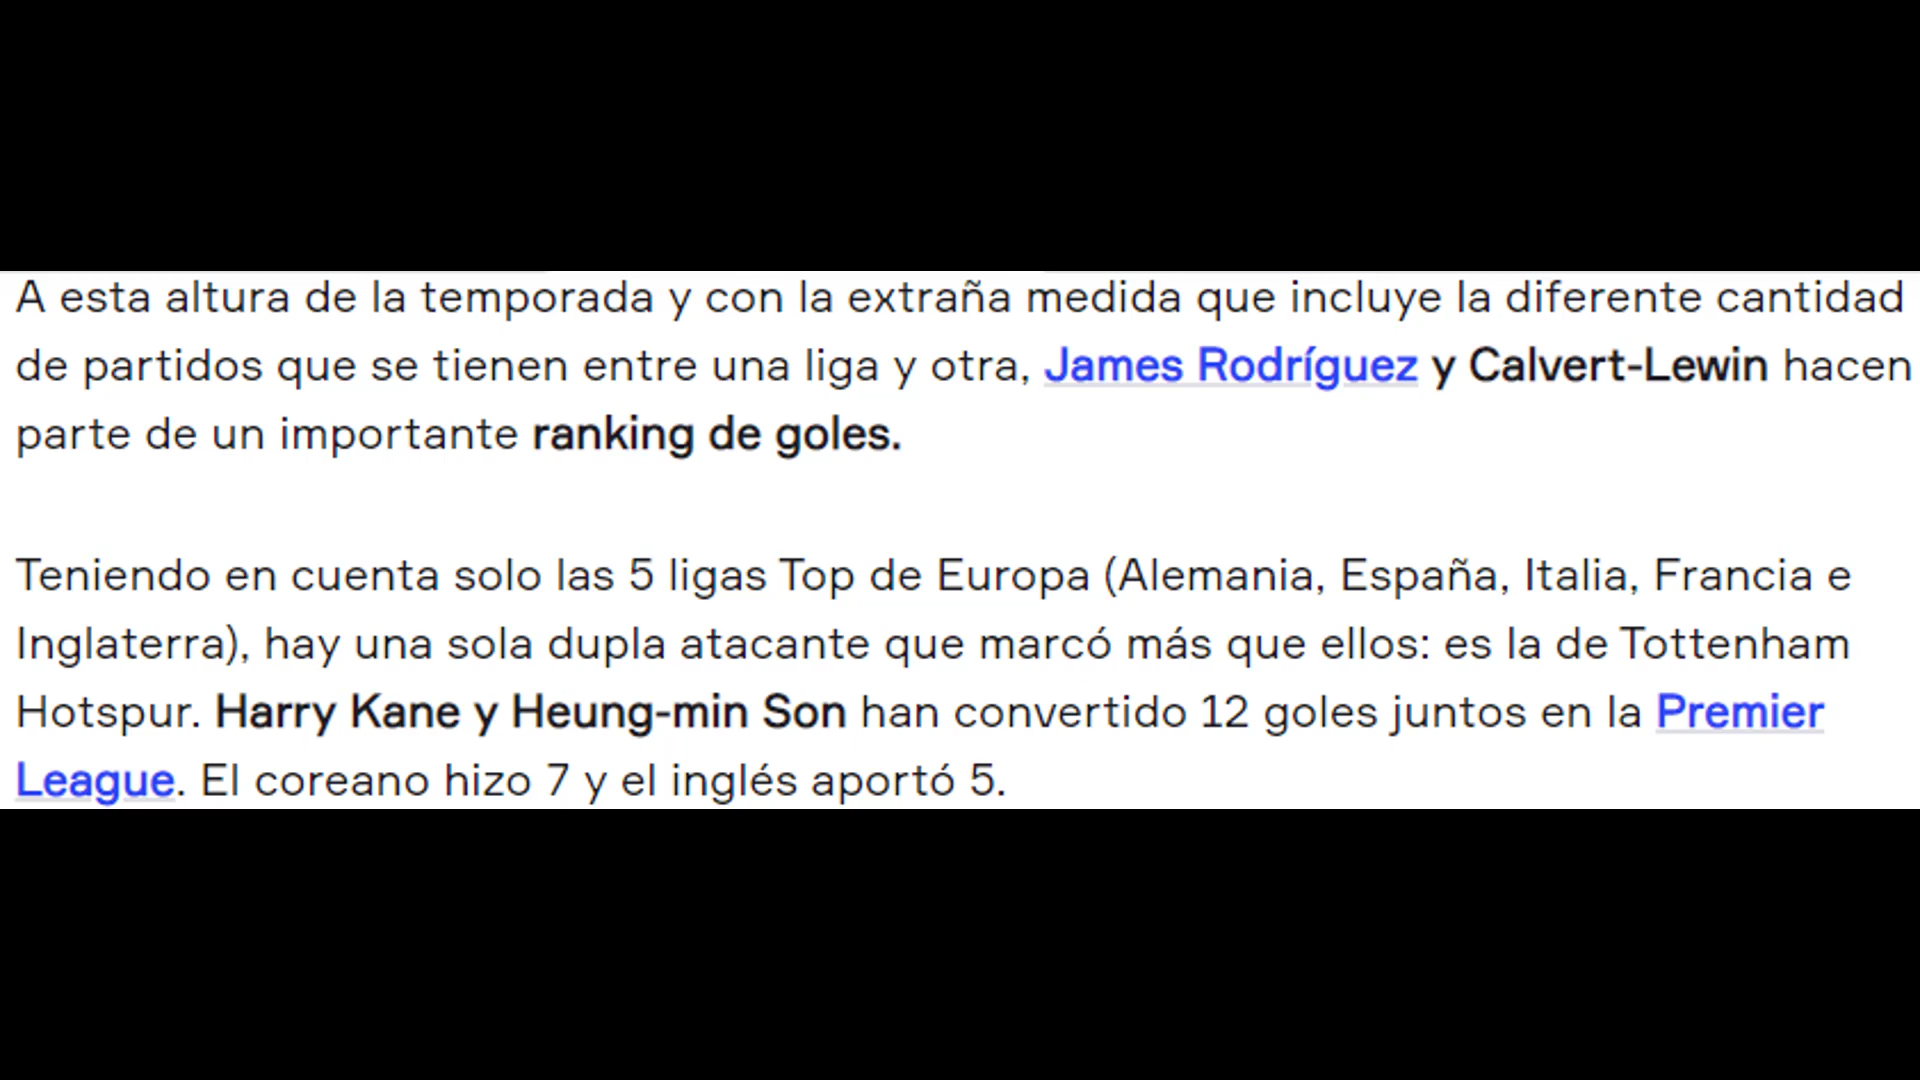 A esta altura de la temporada y con la extraña medida que incluye la diferente cantidad
de partidos que se tienen entre una liga y otra, James Rodríguez y Calvert-Lewin hacen
parte de un importante ranking de goles.
Teniendo en cuenta solo las 5 ligas Top de Europa (Alemania, España, Italia, Francia e
Inglaterra), hay una sola dupla atacante que marcó más que ellos: es la de Tottenham
Hotspur. Harry Kane y Heung-min Son han convertido 12 goles juntos en la Premier
League. El coreano hizo 7 y el inglés aportó 5.